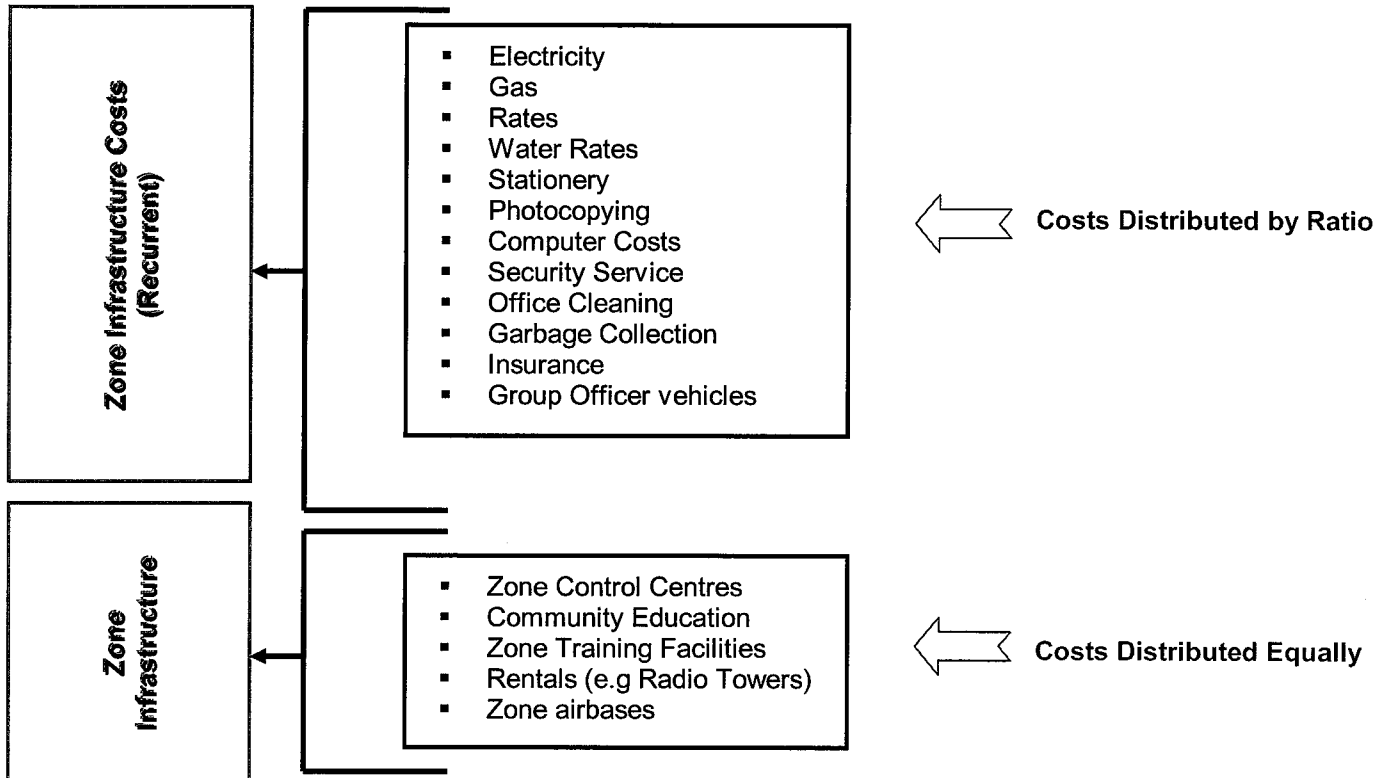 Zone Infrastructure Costs
(Recurrent)
▪ Electricity
▪ Gas
▪ Rates
▪ Water Rates
▪ Stationery
▪ Photocopying
▪ Computer Costs
▪ Security Service
▪ Office Cleaning
▪ Garbage Collection
▪ Insurance
▪ Group Officer vehicles
Costs Distributed by Ratio
Zone
Infrastructure
▪ Zone Control Centres
▪ Community Education
▪ Zone Training Facilities
▪ Rentals (e.g Radio Towers)
▪ Zone airbases
Costs Distributed Equally